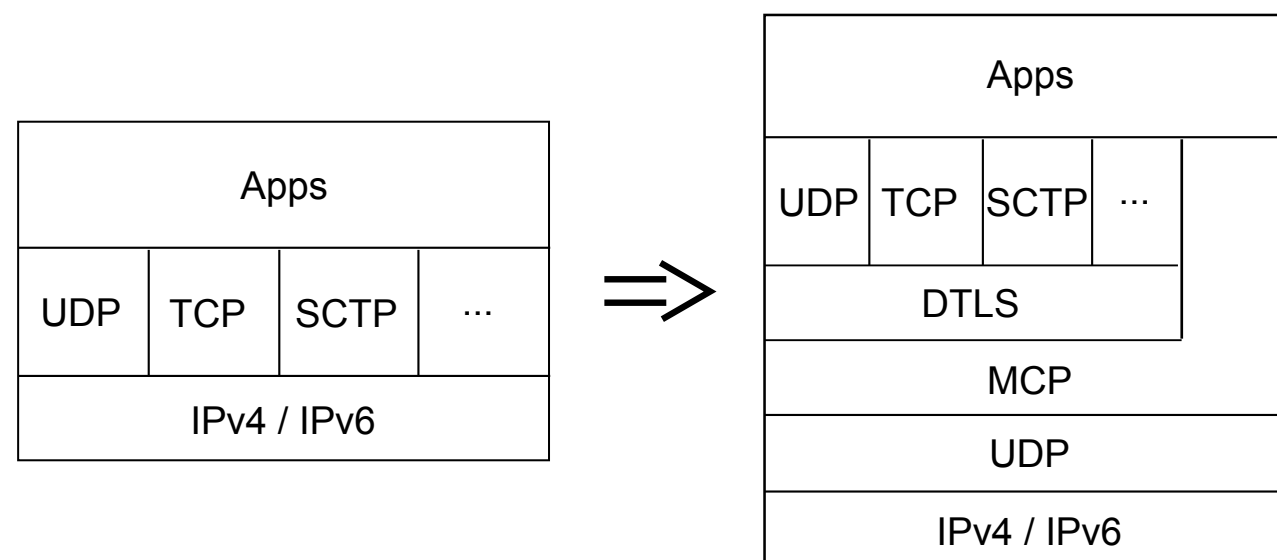 Apps
UDP TCP SCTP ...
IPv4 / IPv6
Apps
UDP TCP SCTP ...
DTLS
MCP
UDP
IPv4 / IPv6